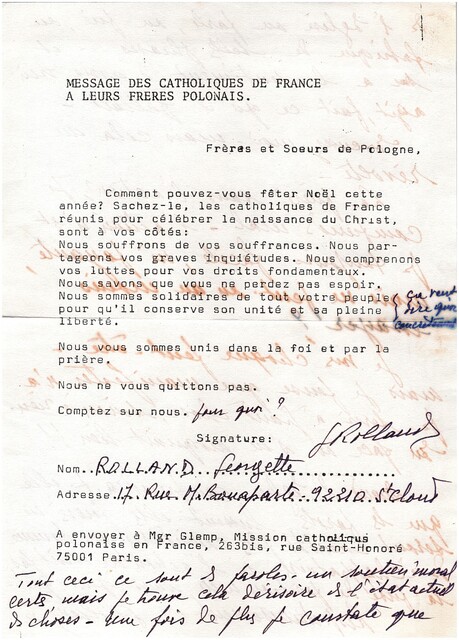 MESSAGE DES CATHOLIQUES DE FRANCE
A LEURS FRERES POLONAIS.
Frères et Soeurs de Pologne,
Comment pouvez-vous fêter Noël cette
année? Sachez-le, les catholiques de France
réunis pour célébrer la naissance du Christ,
sont à vos côtés:
Nous souffrons de vos souffrances. Nous par-
tageons vos graves inquiétudes. Nous comprenons
vos luttes pour vos droits fondamentaux.
Nous savons que vous ne perdez pas espoir.
Nous sommes solidaires de tout votre peuple
pour qu'il conserve son unité et sa pleine
liberté.
ça veut
dire quoi
concrètement
Nous vous sommes unis dans la foi et par la
prière.
Nous ne vous quittons pas.
Comptez sur nous. pour quoi?
Signature: G Rolland
Nom ROLLAND Georgette
Adresse 17 Rue M. Bonaparte - 92210 St Cloud
A envoyer à Mgr Glemp, Mission catholique
polonaise en France, 263bis, rue Saint-Honoré
75001 Paris.
Tout ceci ce sont des paroles - un soutien moral
certes mais je trouve cela dérisoire ds l'état actuel
des choses - Une fois de plus je constate que